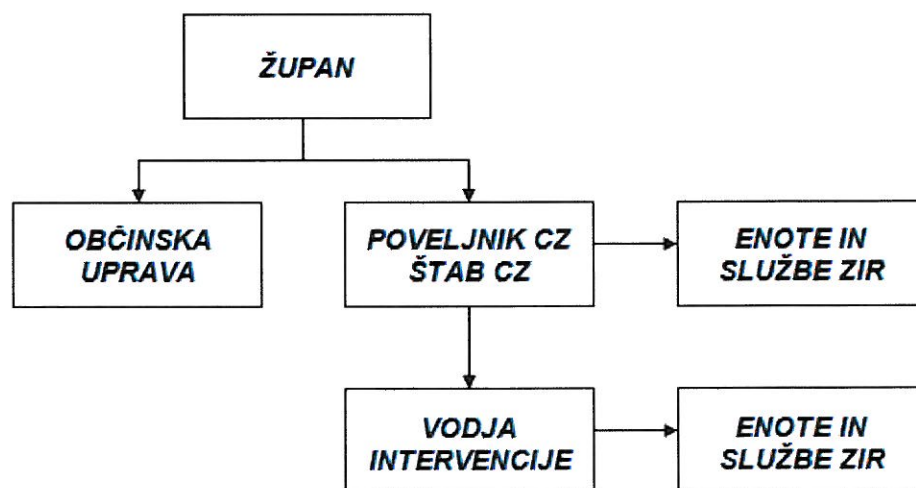 ŽUPAN
OBČINSKA
UPRAVA
POVELJNIK CZ
ŠTAB CZ
ENOTE IN
SLUŽBE ZIR
VODJA
INTERVENCIJE
ENOTE IN
SLUŽBE ZIR